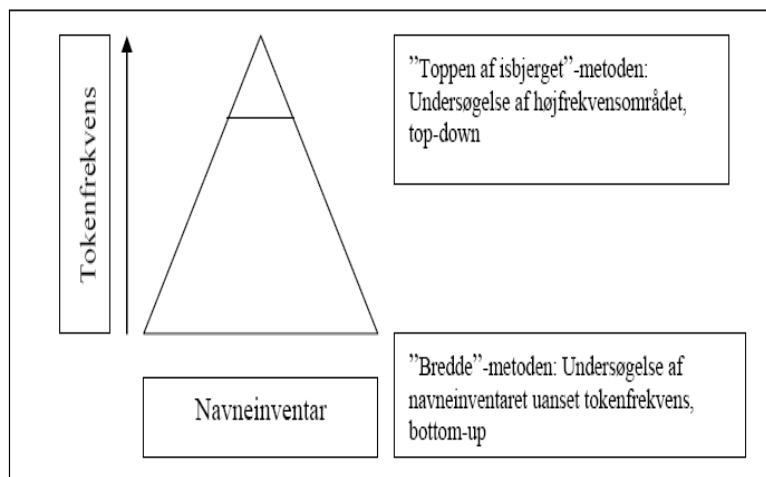 Tokenfrekvens
”Toppen af isbjerget”-metoden:
Undersøgelse af højfrekvensområdet,
top-down
Navneinventar
”Bredde”-metoden: Undersøgelse af
navneinventaret uanset tokenfrekvens,
bottom-up